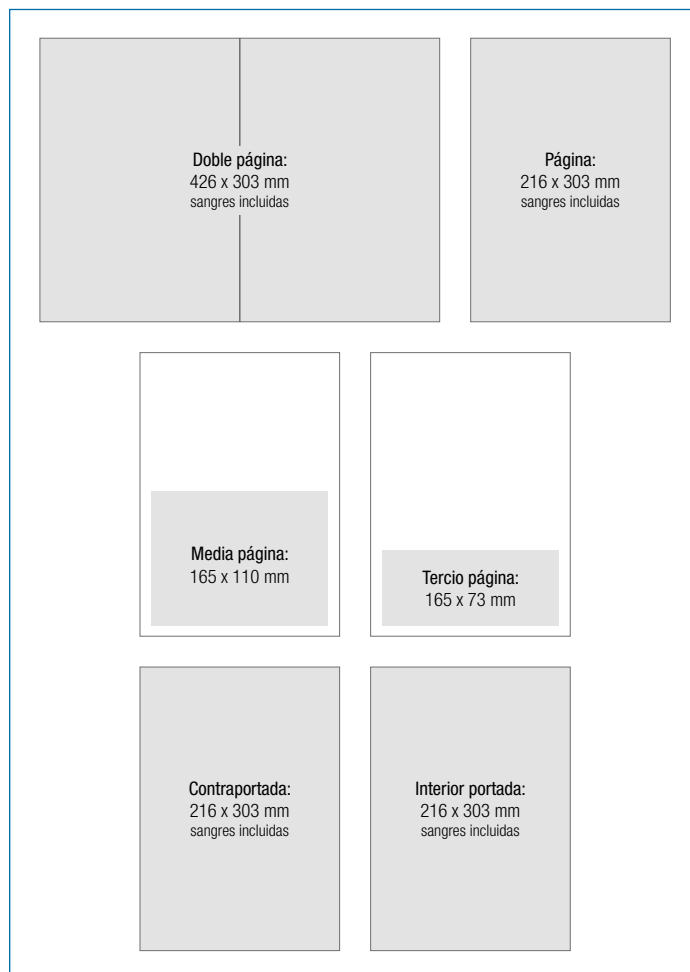 Doble página:
426 x 303 mm
sangres incluidas
Página:
216 x 303 mm
sangres incluidas
Media página:
165 x 110 mm
Tercio página:
165 x 73 mm
Contraportada:
216 x 303 mm
sangres incluidas
Interior portada:
216 x 303 mm
sangres incluidas